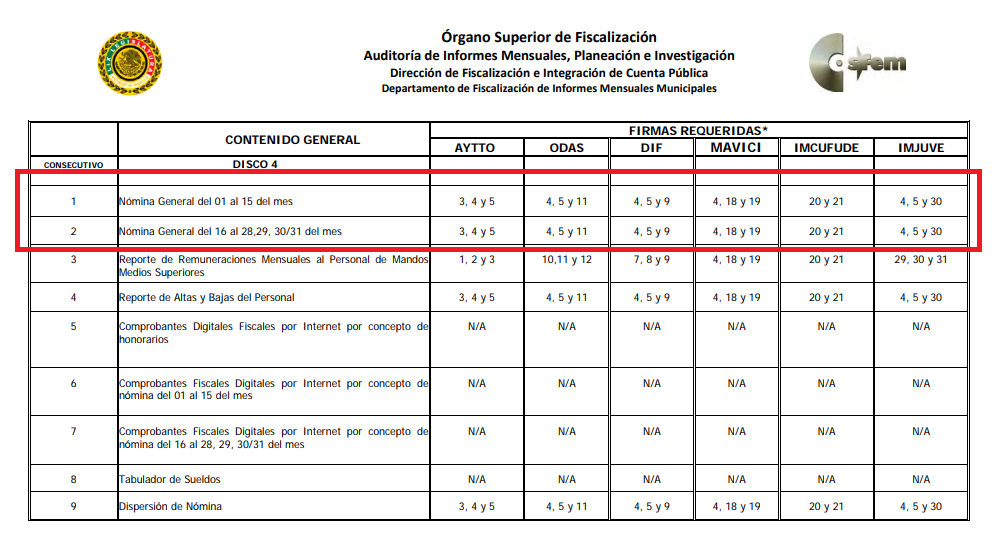 LIX LEGISLATURA
Órgano Superior de Fiscalización
Auditoría de Informes Mensuales, Planeación e Investigación
Dirección de Fiscalización e Integración de Cuenta Pública
Departamento de Fiscalización de Informes Mensuales Municipales
osfem
CONTENIDO GENERAL FIRMAS REQUERIDAS*
AYTTO ODAS DIF MAVICI IMCUFUDE IMJUVE
CONSECUTIVO DISCO 4
1 Nómina General del 01 al 15 del mes 3, 4 y 5 4, 5 y 11 4, 5 y 9 4, 18 y 19 20 y 21 4, 5 y 30
2 Nómina General del 16 al 28,29, 30/31 del mes 3, 4 y 5 4, 5 y 11 4, 5 y 9 4, 18 y 19 20 y 21 4, 5 y 30
3 Reporte de Remuneraciones Mensuales al Personal de Mandos 1, 2 y 3 10,11 y 12 7, 8 y 9 4, 18 y 19 20 y 21 29, 30 y 31
Medios Superiores
4 Reporte de Altas y Bajas del Personal 3, 4 y 5 4, 5 y 11 4, 5 y 9 4, 18 y 19 20 y 21 4, 5 y 30
5 Comprobantes Digitales Fiscales por Internet por concepto de N/A N/A N/A N/A N/A N/A
honorarios
6 Comprobantes Fiscales Digitales por Internet por concepto de N/A N/A N/A N/A N/A N/A
nómina del 01 al 15 del mes
7 Comprobantes Fiscales Digitales por Internet por concepto de N/A N/A N/A N/A N/A N/A
nómina del 16 al 28, 29, 30/31 del mes
8 Tabulador de Sueldos N/A N/A N/A N/A N/A N/A
9 Dispersión de Nómina 3, 4 y 5 4, 5 y 11 4, 5 y 9 4, 18 y 19 20 y 21 4, 5 y 30